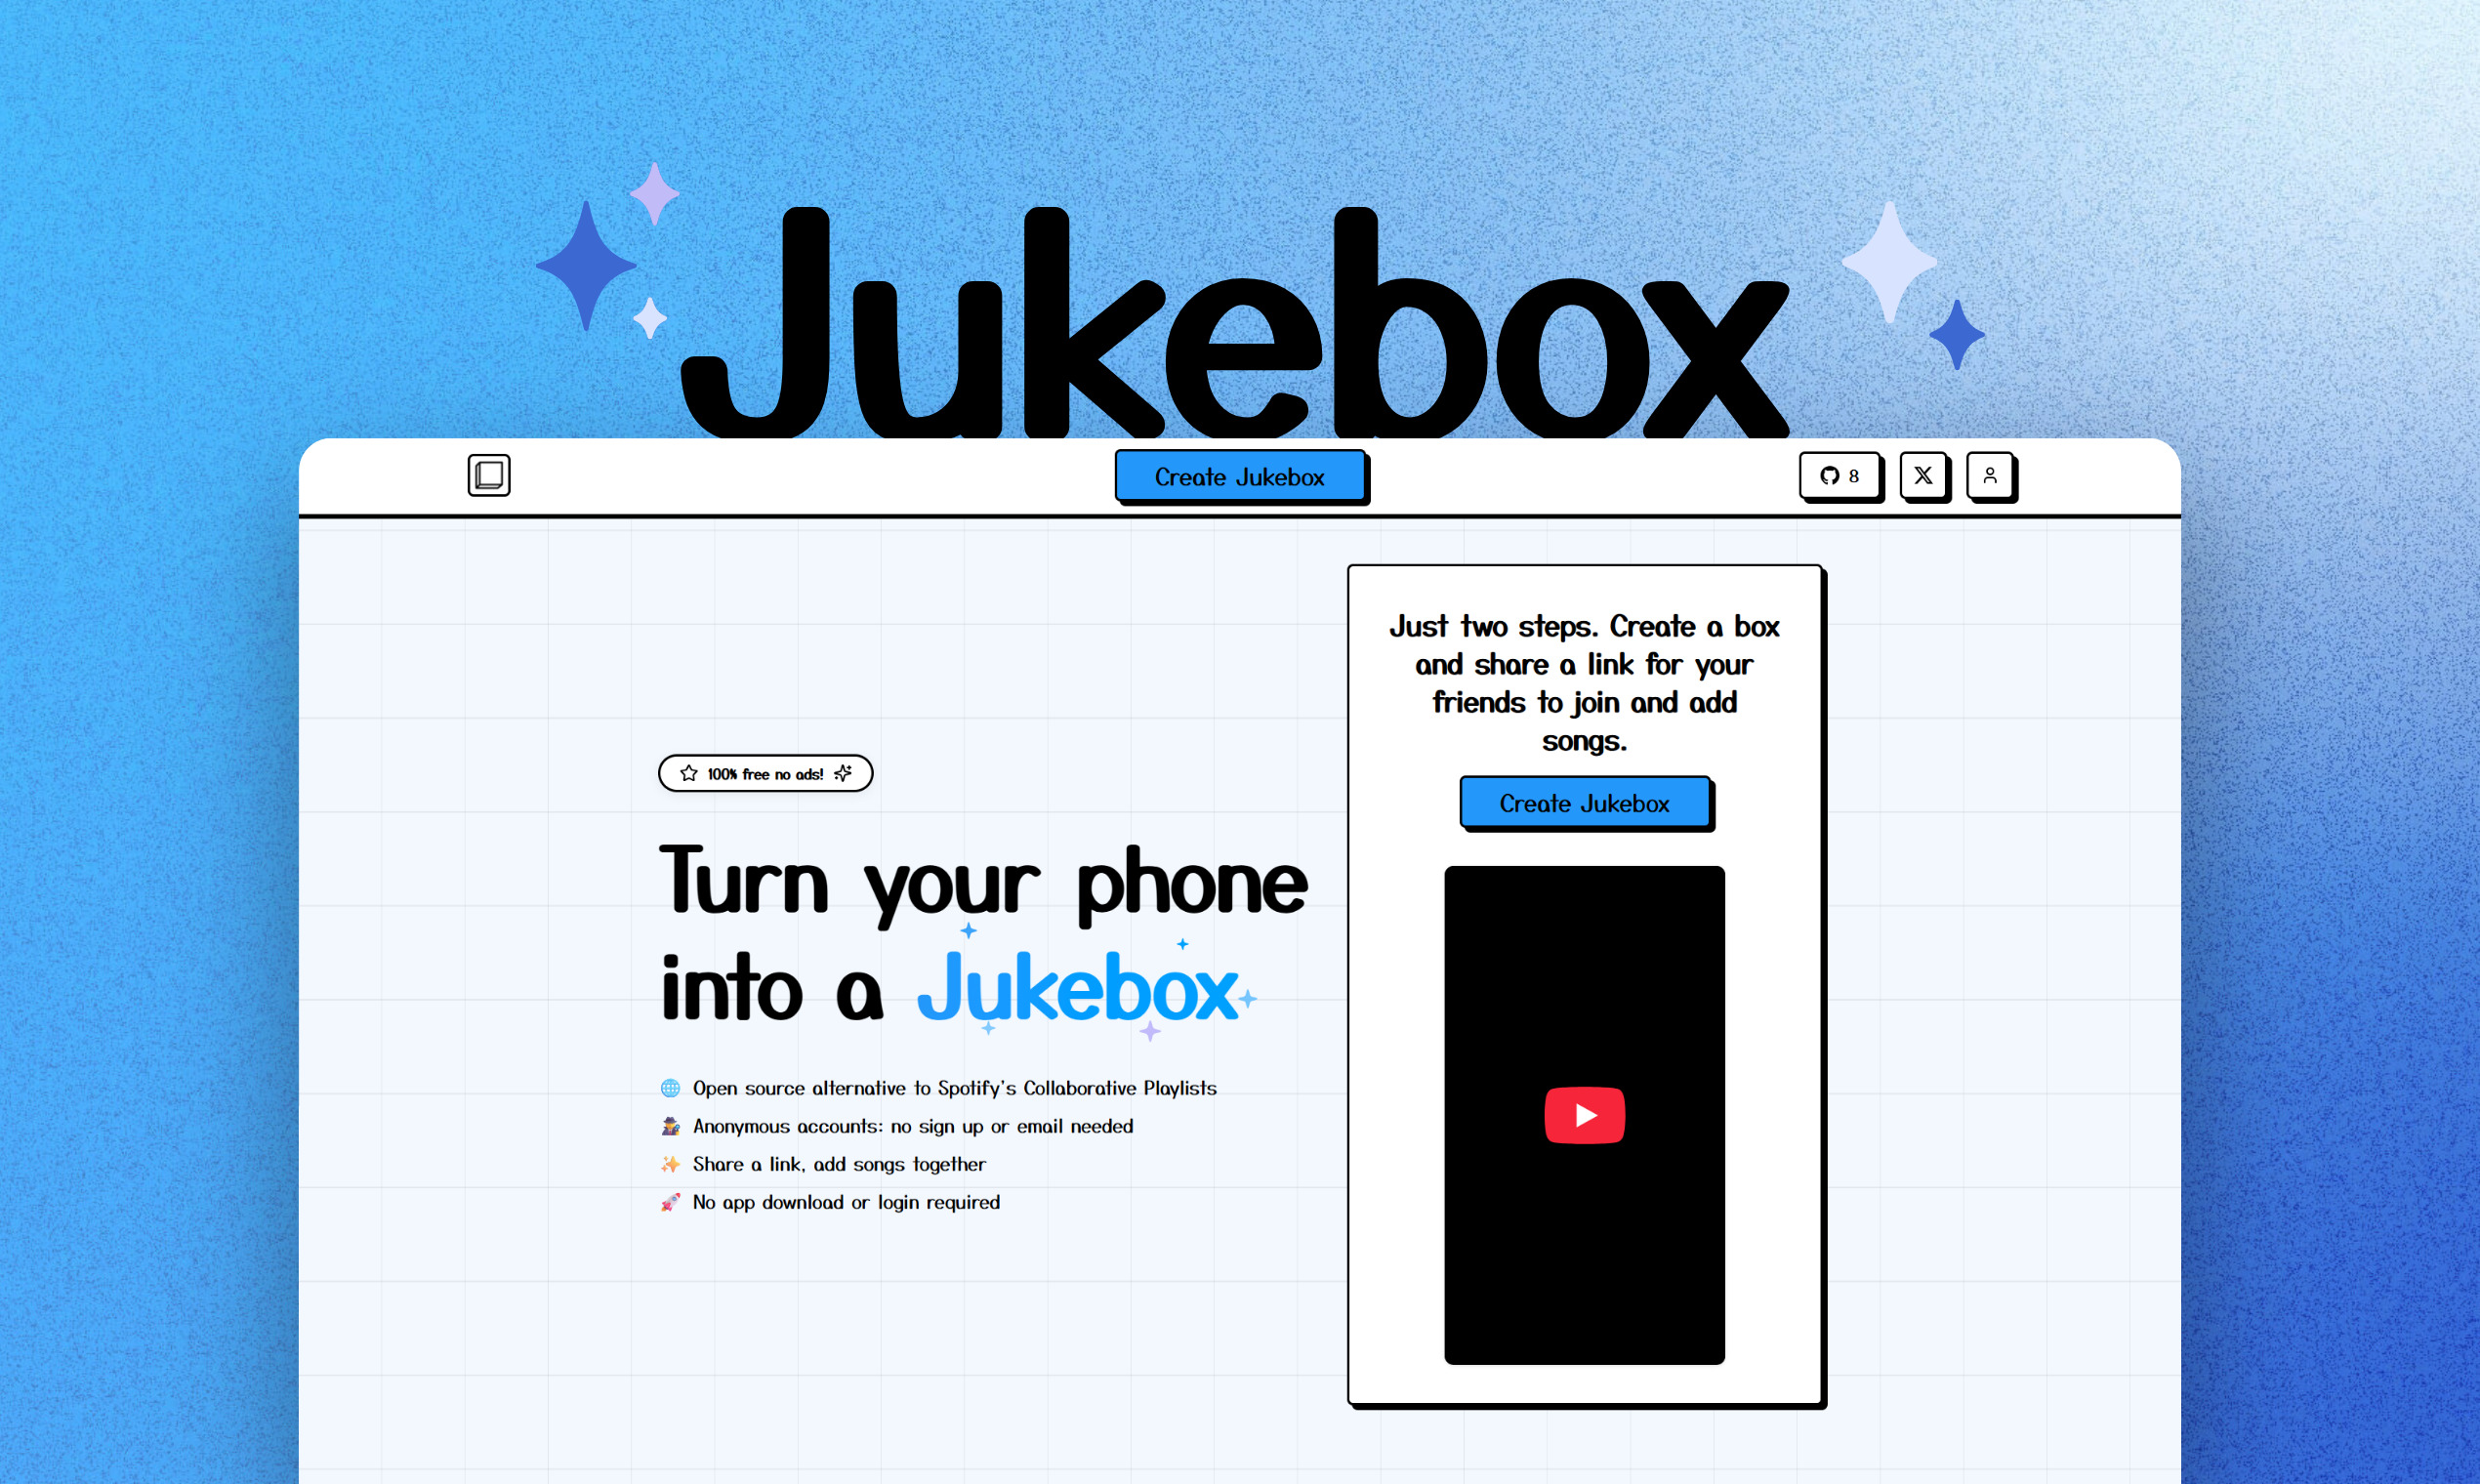 Jukebox
Create Jukebox
8
100% free no ads!
Turn your phone
into a Jukebox
Open source alternative to Spotify's Collaborative Playlists
Anonymous accounts: no sign up or email needed
Share a link, add songs together
No app download or login required
Just two steps. Create a box
and share a link for your
friends to join and add
songs.
Create Jukebox